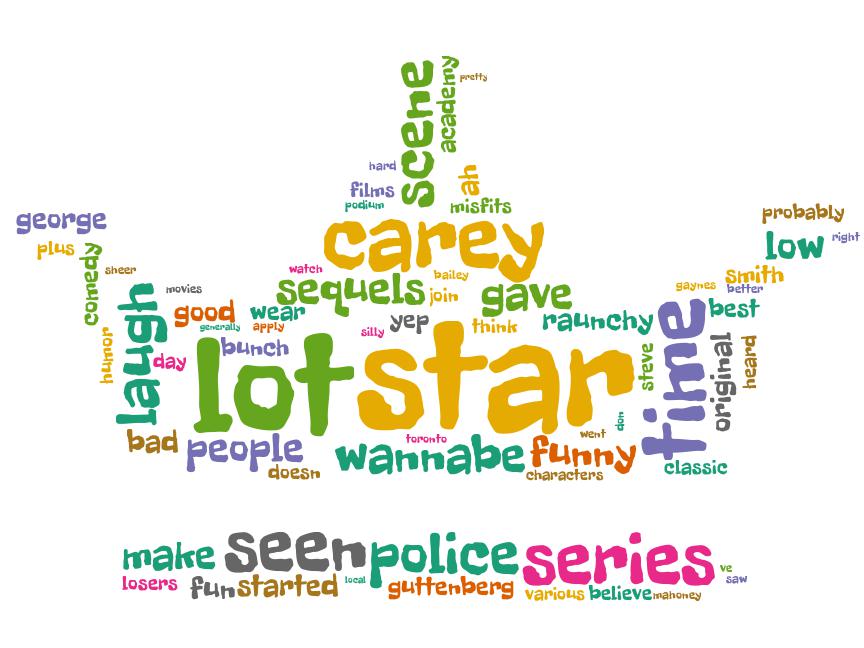 pretty
scene
academy
hard
ah
films
podium
misfits
george
probably
carey
plus
low
right
comedy
sheer
watch
bailey
smith
movies
sequels
join
gave
gaynes
better
laugh
good
wear
best
generally
apply
yep
think
raunchy
time
silly
humor
day
bunch
lot
star
steve
original
heard
don
bad
people
toronto
went
wannabe
funny
doesn
characters
classic
make
seen
police
series
ve
losers
fun
started
local
guttenberg
various
believe
mahoney
saw